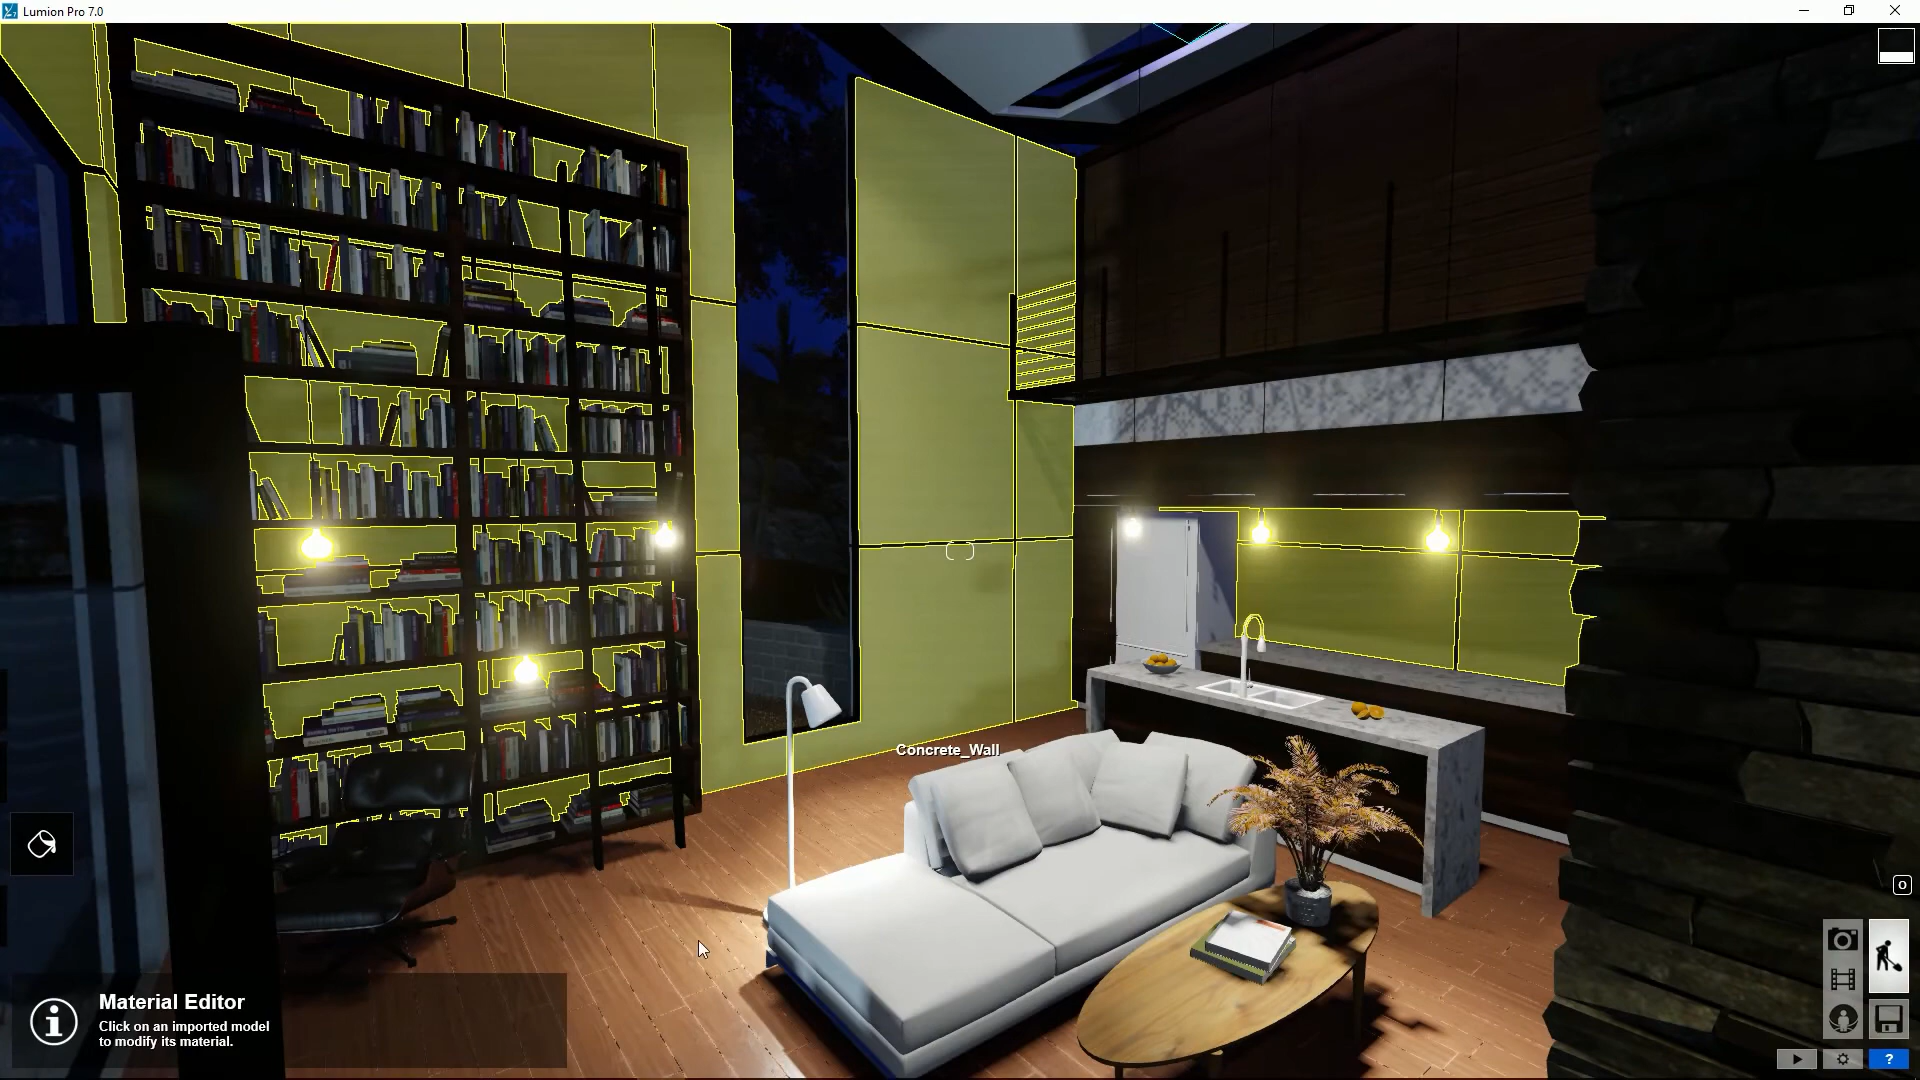 Lumion Pro 7.0
Concrete_Wall
O
Material Editor
Click on an imported model
to modify its material.
?